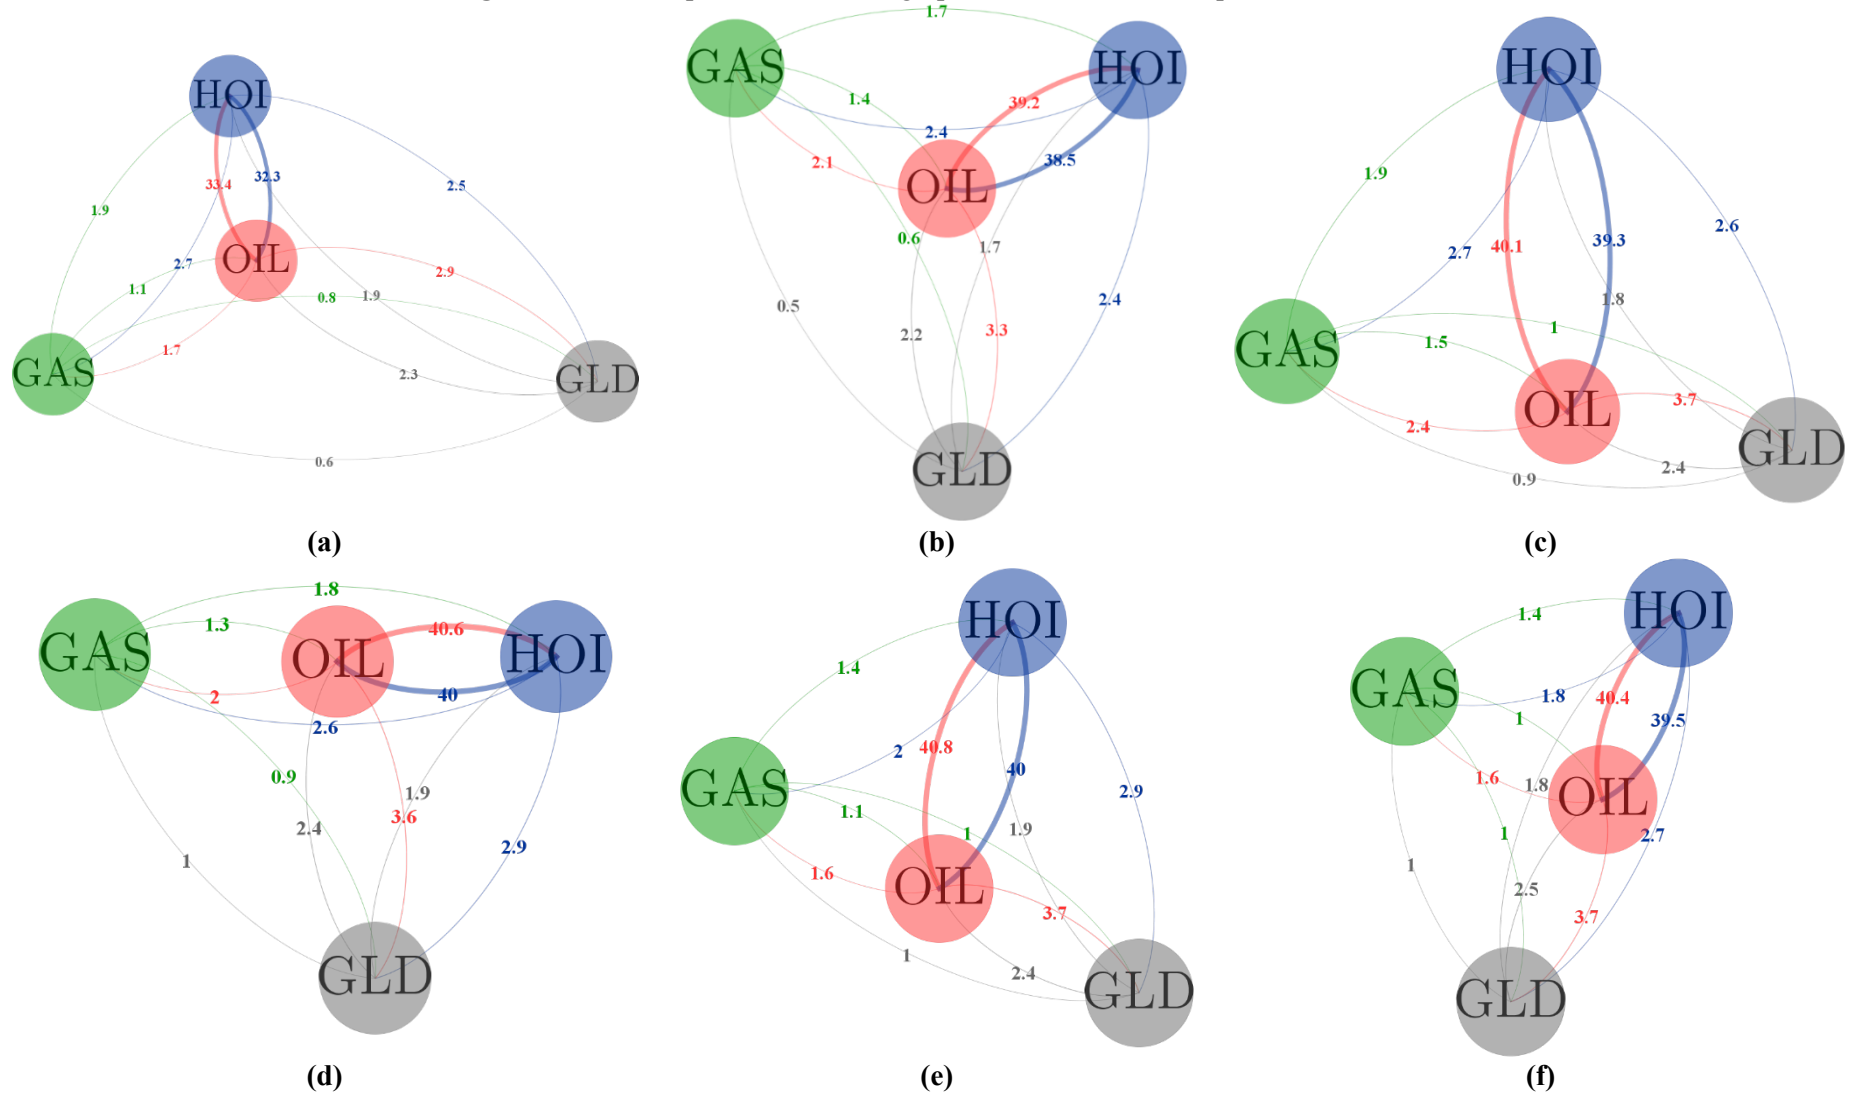 1.7
HOI
GAS
HOI
HOI
GAS
1.4
39.2
2.4
38.5
2.1
OIL
33.4
32.3
2.5
1.9
1.9
2.6
0.6
1.7
2.7
40.1
39.3
2.7
OIL
1.1
2.9
0.8
1.9
0.5
2.2
3.3
2.4
1.8
GAS
1.5
1
1.7
GAS
2.3
GLD
OIL
3.7
2.4
GLD
0.6
GLD
0.9
2.4
(a)
(b)
(c)
1.8
1.3
40.6
GAS
OIL
HOI
2
40
2.6
0.9
1.9
3.6
2.4
2.9
1
GLD
HOI
1.4
2
40.8
40
2.9
GAS
1.1
1
1.9
1.6
OIL
3.7
1
2.4
GLD
1.4
HOI
GAS
1.8
40.4
39.5
1
1.6
1.8
OIL
1
2.7
1
2.5
3.7
GLD
(d)
(e)
(f)